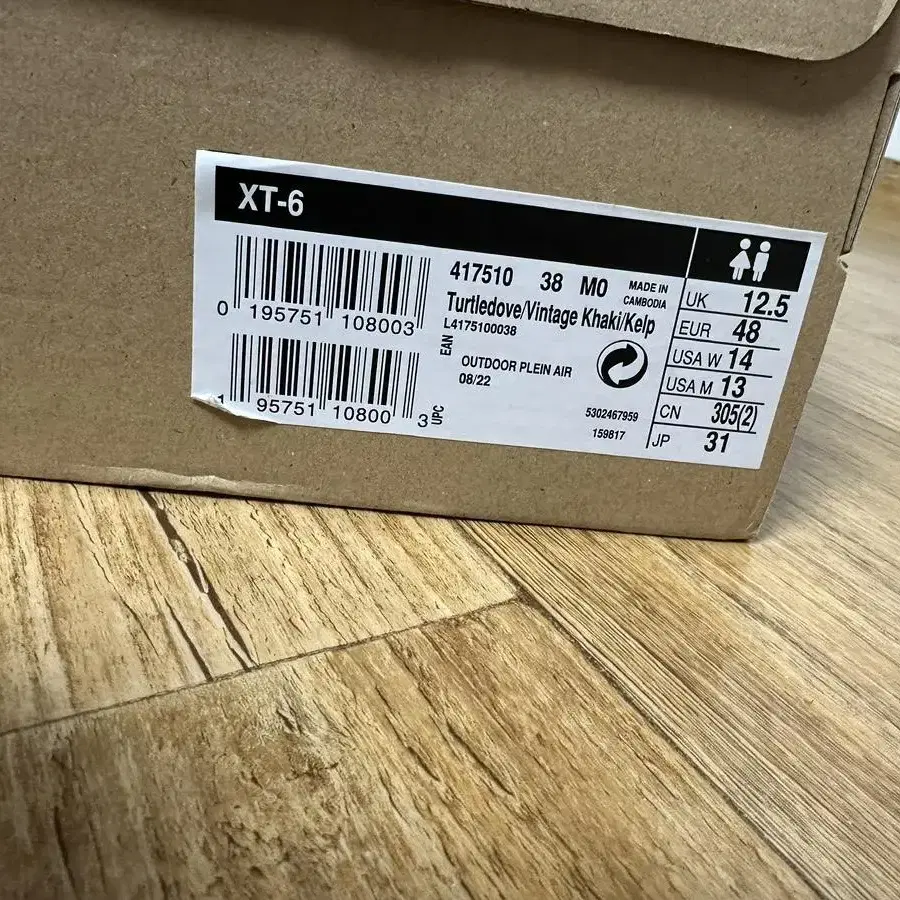 XT-6
0 195751 108003
417510 38 M0 MADE IN CAMBODIA
Turtledove/Vintage Khaki/Kelp
L4175100038
EAN
OUTDOOR PLEIN AIR
08/22
1 95751 10800 3
UPC
5302467959
159817
UK 12.5
EUR 48
USA W 14
USA M 13
CN 305(2)
JP 31